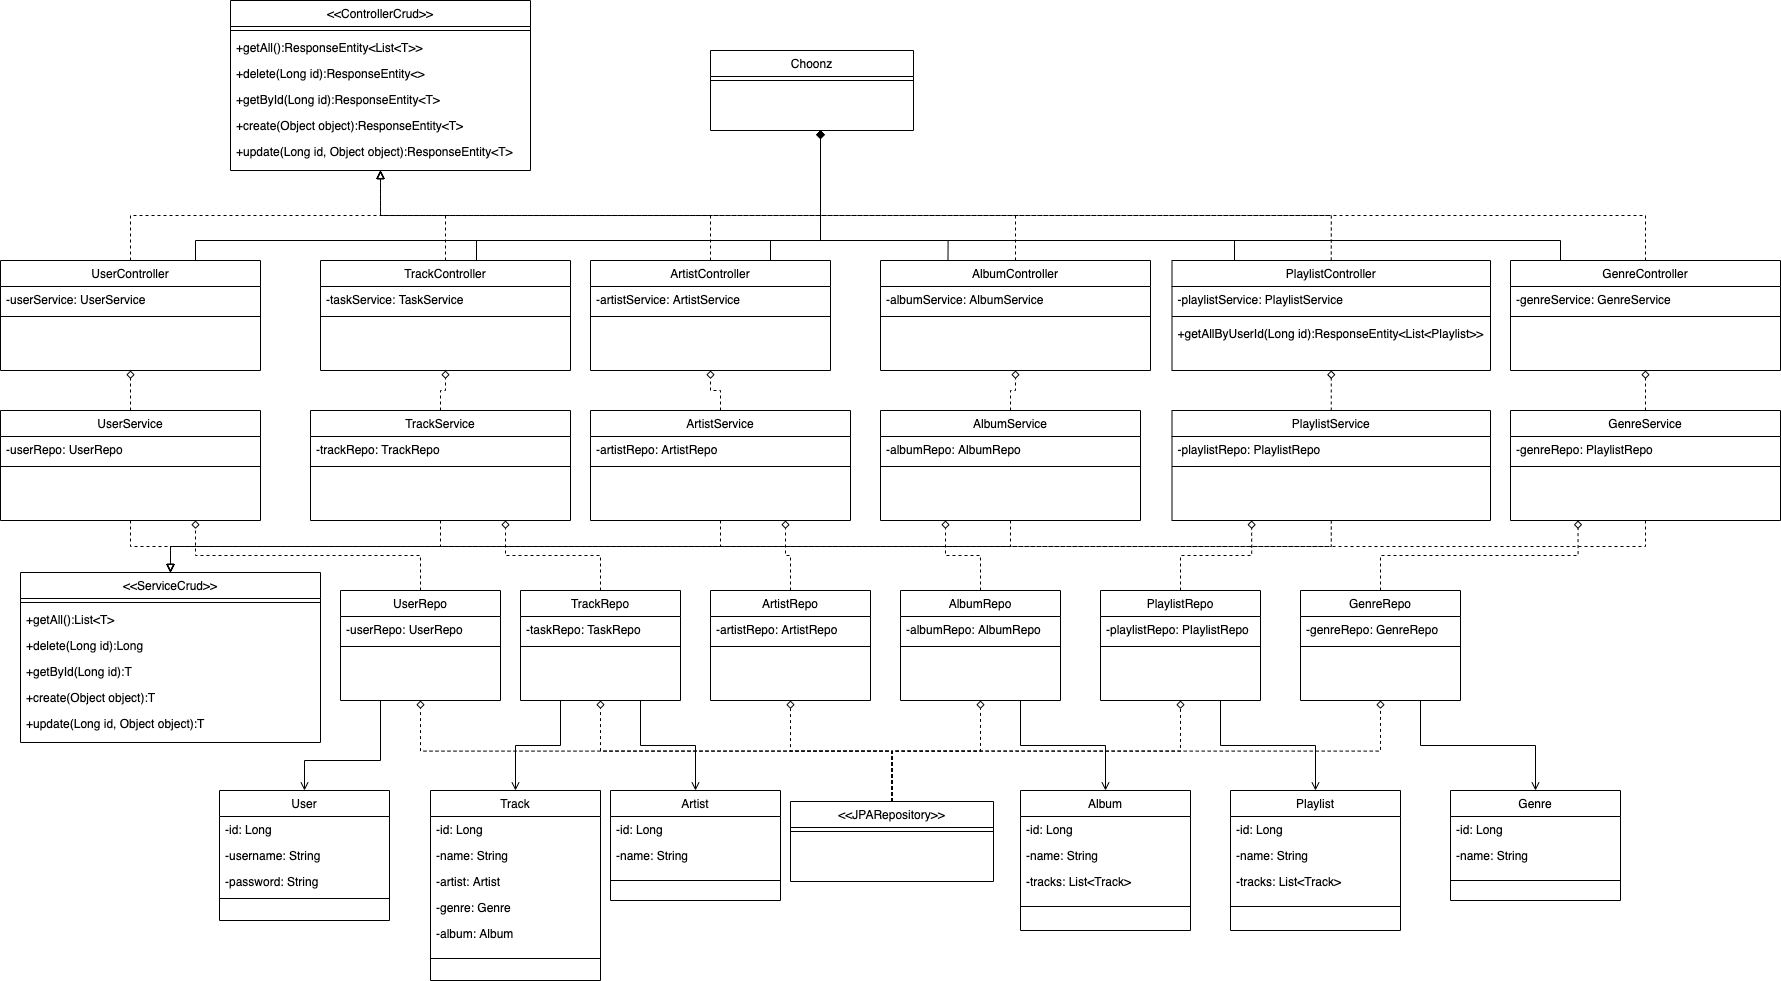 <<ControllerCrud>>
+getAll():ResponseEntity<List<T>>
+delete(Long id):ResponseEntity<>
+getById(Long id):ResponseEntity<T>
+create(Object object):ResponseEntity<T>
+update(Long id, Object object):ResponseEntity<T>
Choonz
UserController
-userService: UserService
TrackController
-taskService: TaskService
ArtistController
-artistService: ArtistService
AlbumController
-albumService: AlbumService
PlaylistController
-playlistService: PlaylistService
+getAllByUserId(Long id):ResponseEntity<List<Playlist>>
GenreController
-genreService: GenreService
UserService
-userRepo: UserRepo
TrackService
-trackRepo: TrackRepo
ArtistService
-artistRepo: ArtistRepo
AlbumService
-albumRepo: AlbumRepo
PlaylistService
-playlistRepo: PlaylistRepo
GenreService
-genreRepo: PlaylistRepo
<<ServiceCrud>>
+getAll():List<T>
+delete(Long id):Long
+getById(Long id):T
+create(Object object):T
+update(Long id, Object object):T
UserRepo
-userRepo: UserRepo
TrackRepo
-taskRepo: TaskRepo
ArtistRepo
-artistRepo: ArtistRepo
AlbumRepo
-albumRepo: AlbumRepo
PlaylistRepo
-playlistRepo: PlaylistRepo
GenreRepo
-genreRepo: GenreRepo
User
-id: Long
-username: String
-password: String
Track
-id: Long
-name: String
-artist: Artist
-genre: Genre
-album: Album
Artist
-id: Long
-name: String
<<JPARepository>>
Album
-id: Long
-name: String
-tracks: List<Track>
Playlist
-id: Long
-name: String
-tracks: List<Track>
Genre
-id: Long
-name: String